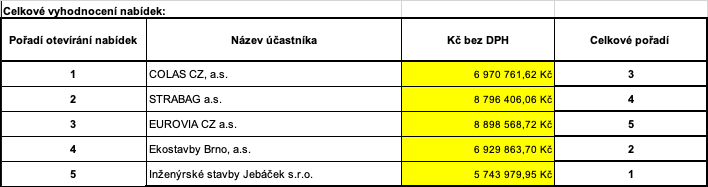 Celkové vyhodnocení nabídek:
Pořadí otevírání nabídek Název účastníka Kč bez DPH Celkové pořadí
1 COLAS CZ, a.s. 6 970 761,62 Kč 3
2 STRABAG a.s. 8 796 406,06 Kč 4
3 EUROVIA CZ a.s. 8 898 568,72 Kč 5
4 Ekostavby Brno, a.s. 6 929 863,70 Kč 2
5 Inženýrské stavby Jebáček s.r.o. 5 743 979,95 Kč 1